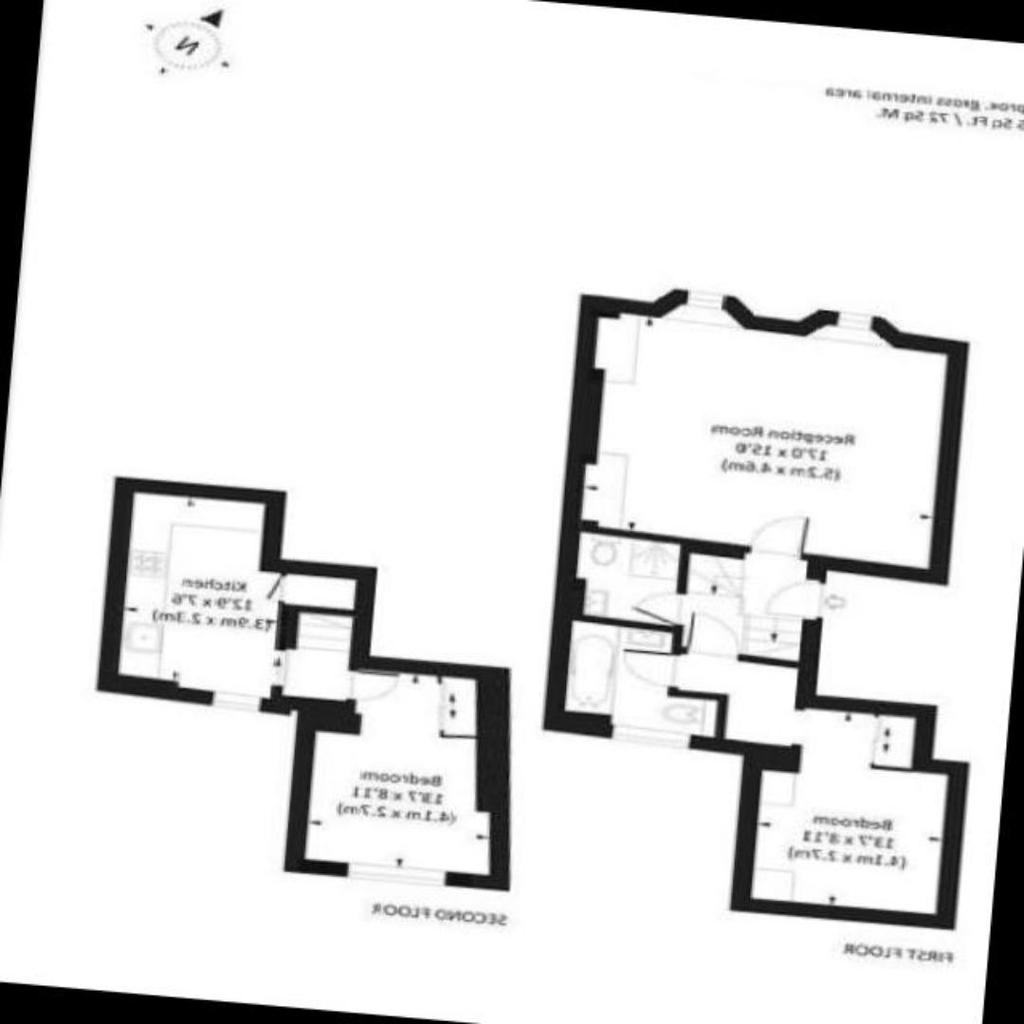 N
gross internal area
Sq Ft. / 72 Sq M.
Reception Room
17'0 x 15'0
(5.2m x 4.6m)
Kitchen
12'9 x 7'6
(3.9m x 2.3m)
Bedroom
13'7 x 8'11
(4.1m x 2.7m)
Bedroom
13'7 x 8'11
(4.1m x 2.7m)
SECOND FLOOR
FIRST FLOOR